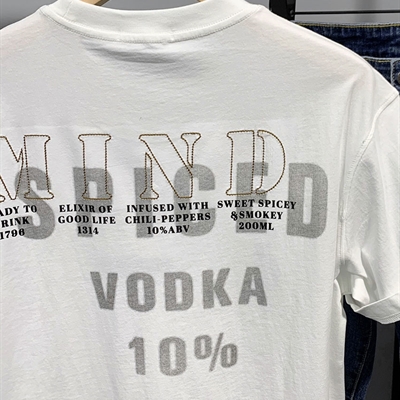 MIND
SPICED
ADY TO ELIXIR OF INFUSED WITH SWEET SPICEY
RINK GOOD LIFE CHILI-PEPPERS & SMOKEY
1796 1314 10%ABV 200ML
VODKA
10%